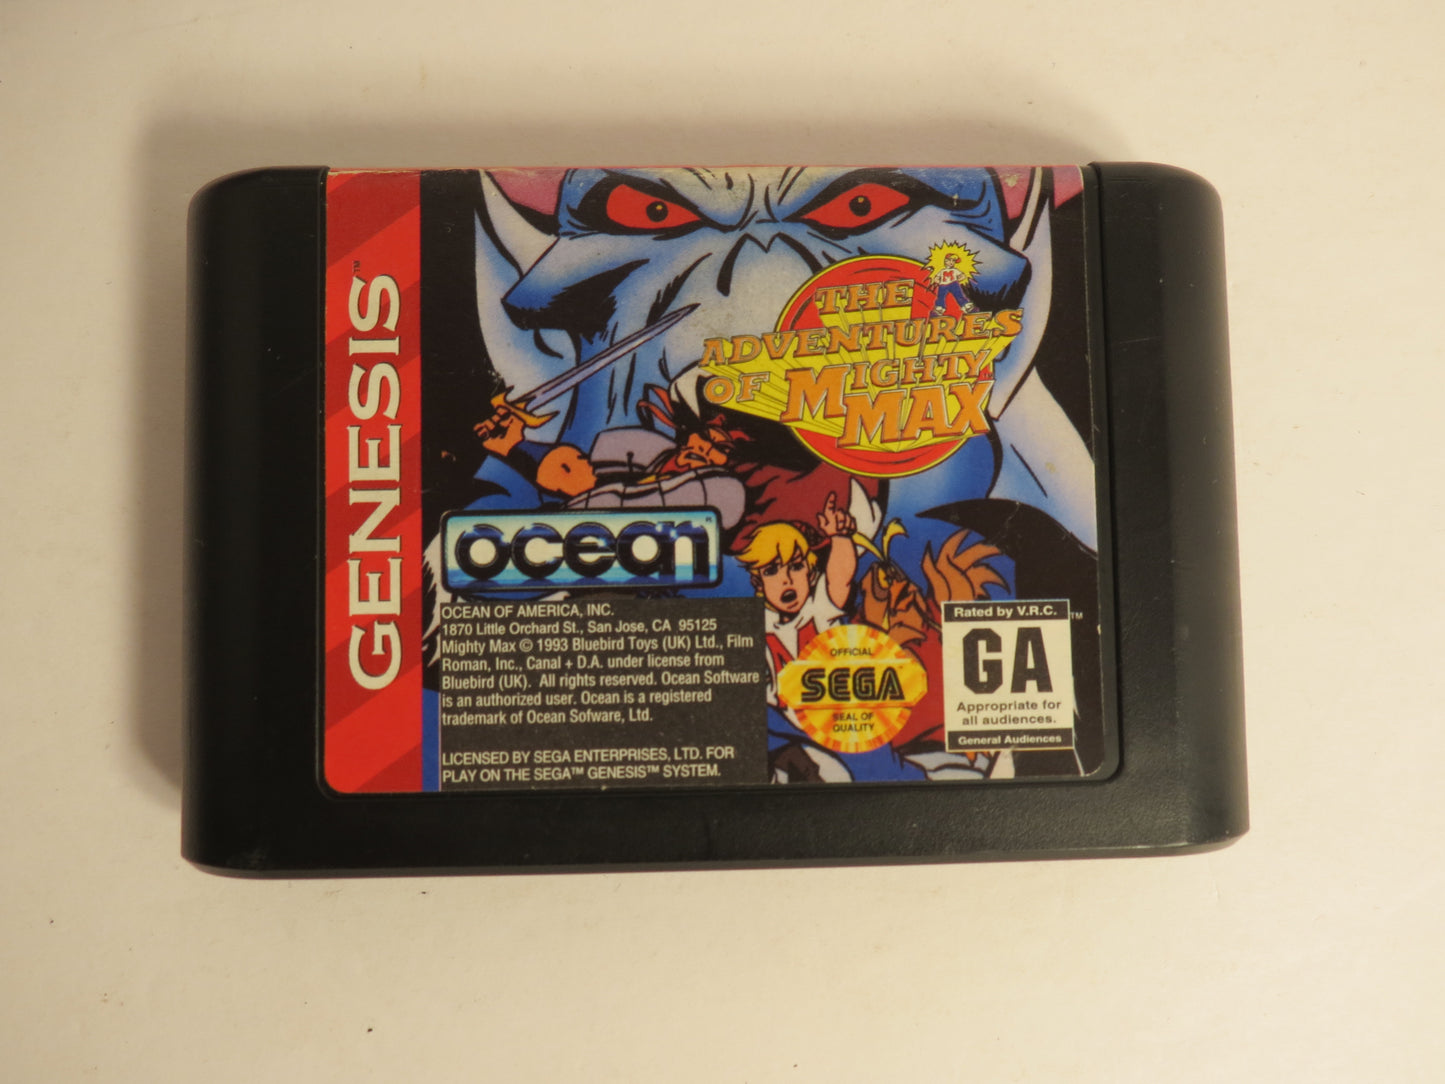 GENESIS™
THE
ADVENTURES
OF MIGHTY
MAX™
M
ocean®
OCEAN OF AMERICA, INC.
1870 Little Orchard St., San Jose, CA 95125
Mighty Max © 1993 Bluebird Toys (UK) Ltd., Film
Roman, Inc., Canal + D.A. under license from
Bluebird (UK). All rights reserved. Ocean Software
is an authorized user. Ocean is a registered
trademark of Ocean Sofware, Ltd.
LICENSED BY SEGA ENTERPRISES, LTD. FOR
PLAY ON THE SEGA™ GENESIS™ SYSTEM.
OFFICIAL
SEGA
SEAL OF
QUALITY
Rated by V.R.C.™
GA
Appropriate for
all audiences.
General Audiences